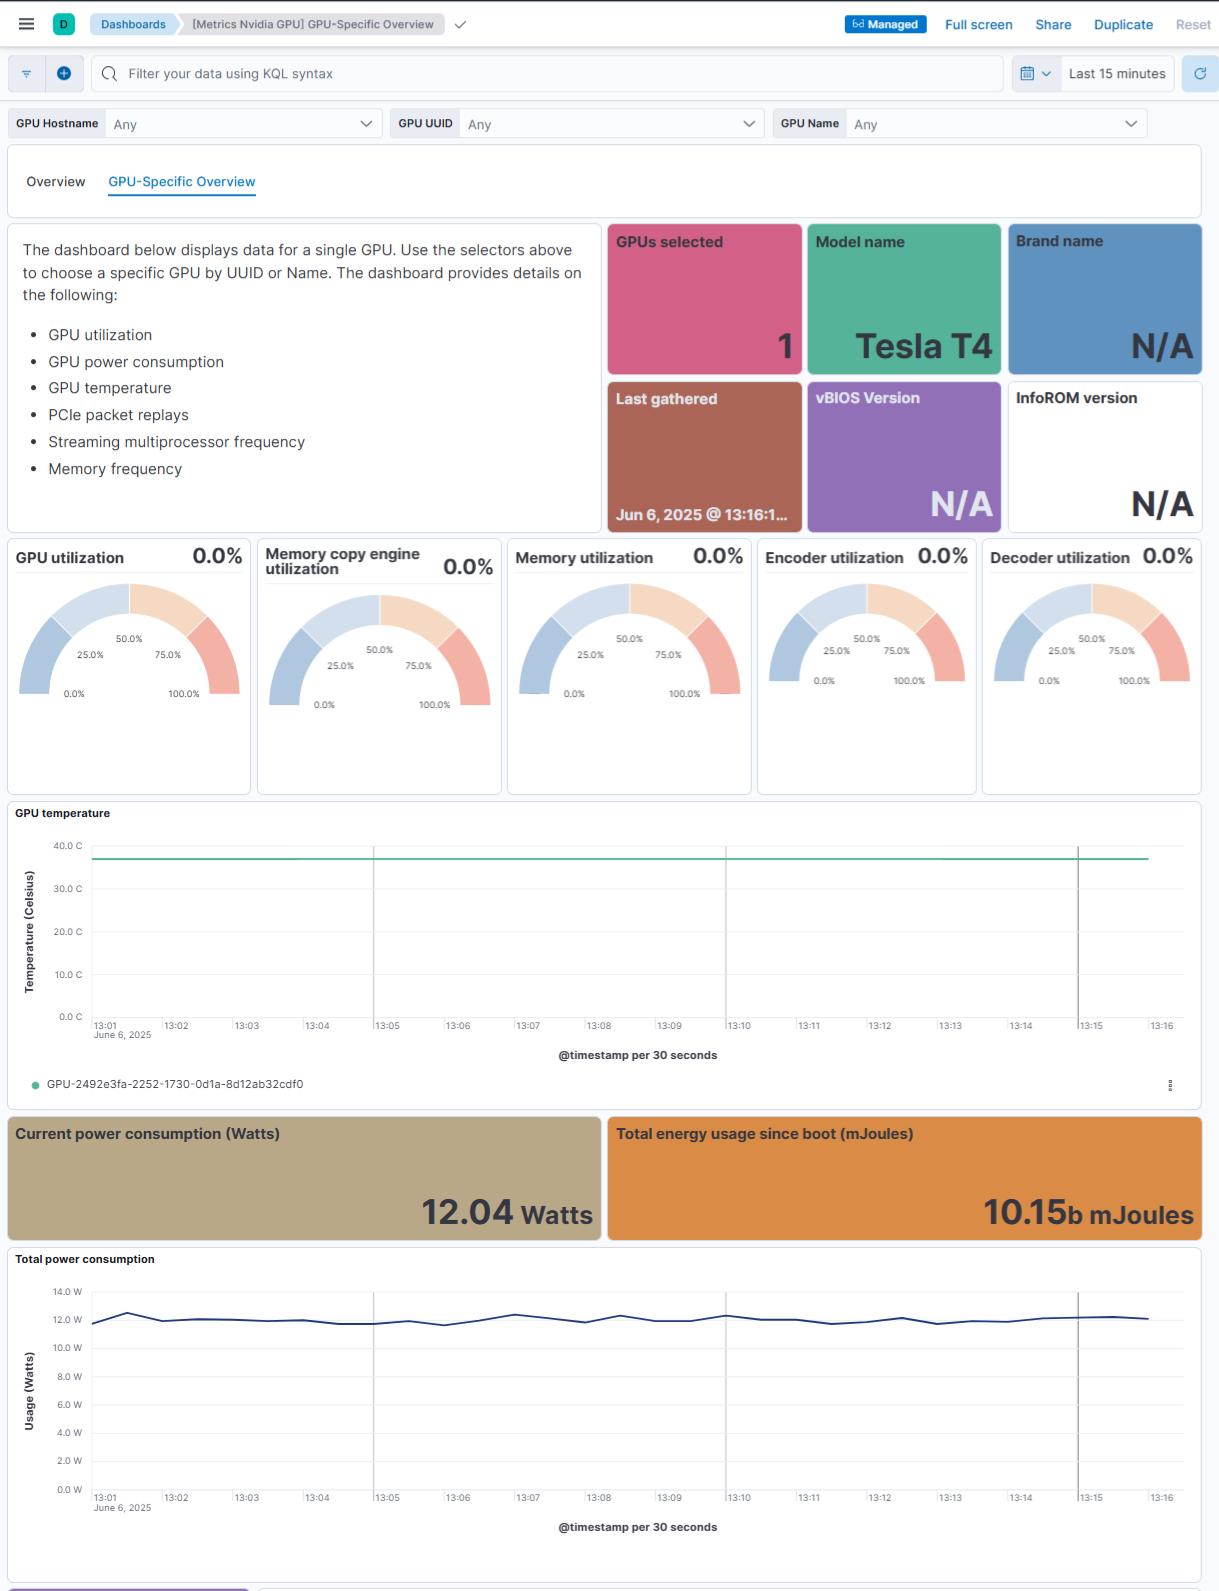 D Dashboards [Metrics Nvidia GPU] GPU-Specific Overview Managed Full screen Share Duplicate Reset
Filter your data using KQL syntax Last 15 minutes
GPU Hostname Any GPU UUID Any GPU Name Any
Overview GPU-Specific Overview
The dashboard below displays data for a single GPU. Use the selectors above
to choose a specific GPU by UUID or Name. The dashboard provides details on
the following:
• GPU utilization
• GPU power consumption
• GPU temperature
• PCIe packet replays
• Streaming multiprocessor frequency
• Memory frequency
GPUs selected
1
Model name
Tesla T4
Brand name
N/A
Last gathered
Jun 6, 2025 @ 13:16:1...
vBIOS Version
N/A
InfoROM version
N/A
GPU utilization 0.0%
50.0%
25.0% 75.0%
0.0% 100.0%
Memory copy engine
utilization 0.0%
50.0%
25.0% 75.0%
0.0% 100.0%
Memory utilization 0.0%
50.0%
25.0% 75.0%
0.0% 100.0%
Encoder utilization 0.0%
50.0%
25.0% 75.0%
0.0% 100.0%
Decoder utilization 0.0%
50.0%
25.0% 75.0%
0.0% 100.0%
GPU temperature
Temperature (Celsius)
40.0 C
30.0 C
20.0 C
10.0 C
0.0 C
13:01 13:02 13:03 13:04 13:05 13:06 13:07 13:08 13:09 13:10 13:11 13:12 13:13 13:14 13:15 13:16
June 6, 2025
@timestamp per 30 seconds
GPU-2492e3fa-2252-1730-0d1a-8d12ab32cdf0
Current power consumption (Watts)
12.04 Watts
Total energy usage since boot (mJoules)
10.15b mJoules
Total power consumption
Usage (Watts)
14.0 W
12.0 W
10.0 W
8.0 W
6.0 W
4.0 W
2.0 W
0.0 W
13:01 13:02 13:03 13:04 13:05 13:06 13:07 13:08 13:09 13:10 13:11 13:12 13:13 13:14 13:15 13:16
June 6, 2025
@timestamp per 30 seconds